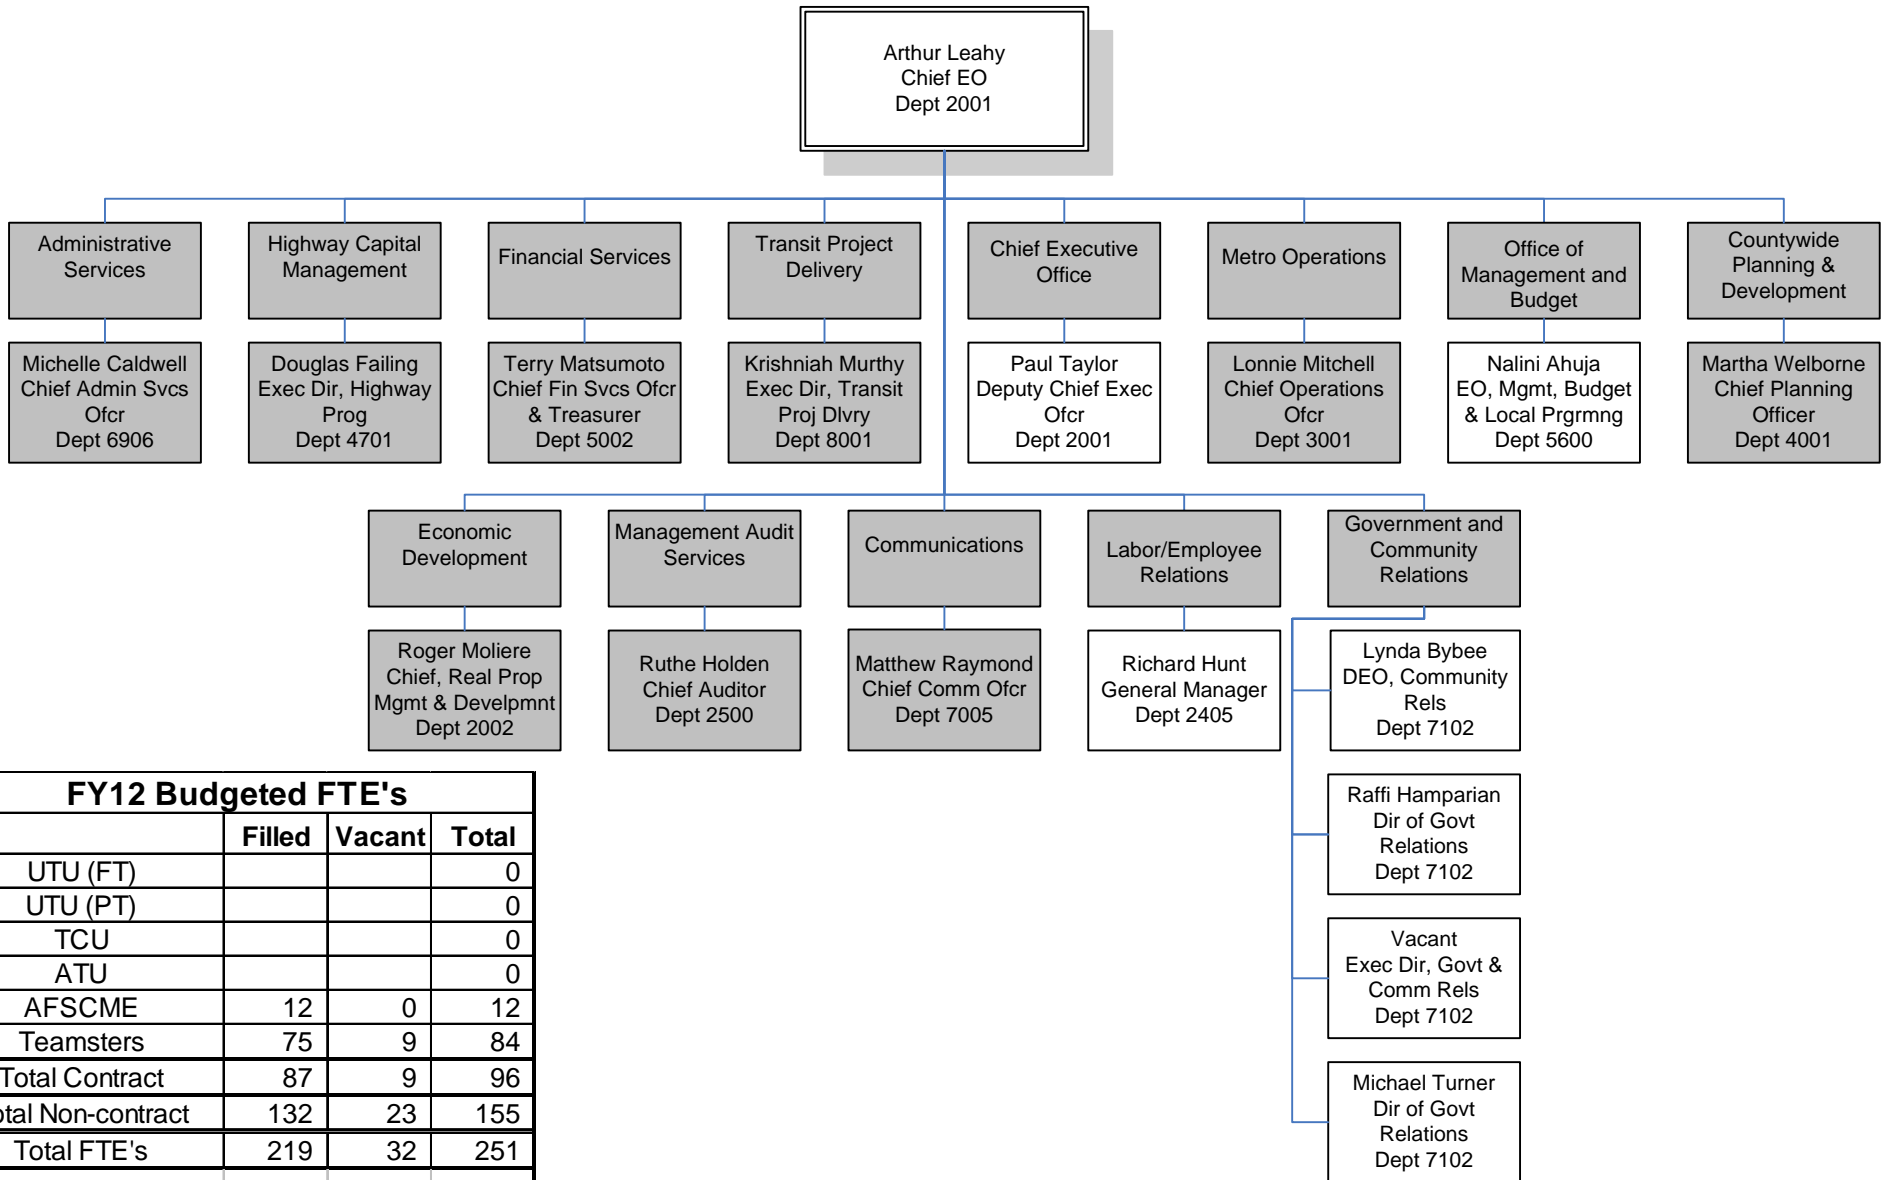 Arthur Leahy
Chief EO
Dept 2001
Administrative
Services
Highway Capital
Management
Financial Services
Transit Project
Delivery
Chief Executive
Office
Metro Operations
Office of
Management and
Budget
Countywide
Planning &
Development
Michelle Caldwell
Chief Admin Svcs
Ofcr
Dept 6906
Douglas Failing
Exec Dir, Highway
Prog
Dept 4701
Terry Matsumoto
Chief Fin Svcs Ofcr
& Treasurer
Dept 5002
Krishniah Murthy
Exec Dir, Transit
Proj Dlvry
Dept 8001
Paul Taylor
Deputy Chief Exec
Ofcr
Dept 2001
Lonnie Mitchell
Chief Operations
Ofcr
Dept 3001
Nalini Ahuja
EO, Mgmt, Budget
& Local Prgrmng
Dept 5600
Martha Welborne
Chief Planning
Officer
Dept 4001
Economic
Development
Management Audit
Services
Communications
Labor/Employee
Relations
Government and
Community
Relations
Roger Moliere
Chief, Real Prop
Mgmt & Develpmnt
Dept 2002
Ruthe Holden
Chief Auditor
Dept 2500
Matthew Raymond
Chief Comm Ofcr
Dept 7005
Richard Hunt
General Manager
Dept 2405
Lynda Bybee
DEO, Community
Rels
Dept 7102
Raffi Hamparian
Dir of Govt
Relations
Dept 7102
Vacant
Exec Dir, Govt &
Comm Rels
Dept 7102
Michael Turner
Dir of Govt
Relations
Dept 7102
FY12 Budgeted FTE's
Filled Vacant Total
UTU (FT) 0
UTU (PT) 0
TCU 0
ATU 0
AFSCME 12 0 12
Teamsters 75 9 84
Total Contract 87 9 96
otal Non-contract 132 23 155
Total FTE's 219 32 251